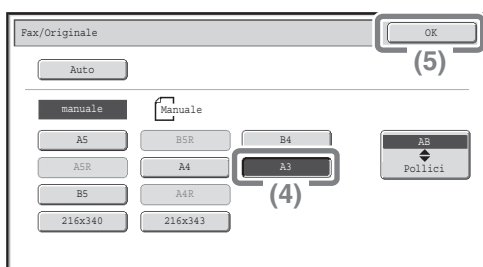 Fax/Originale OK
(5)
Auto
manuale Manuale
A5 B5R B4 AB
A5R A4 A3 Pollici
(4)
B5 A4R
216x340 216x343